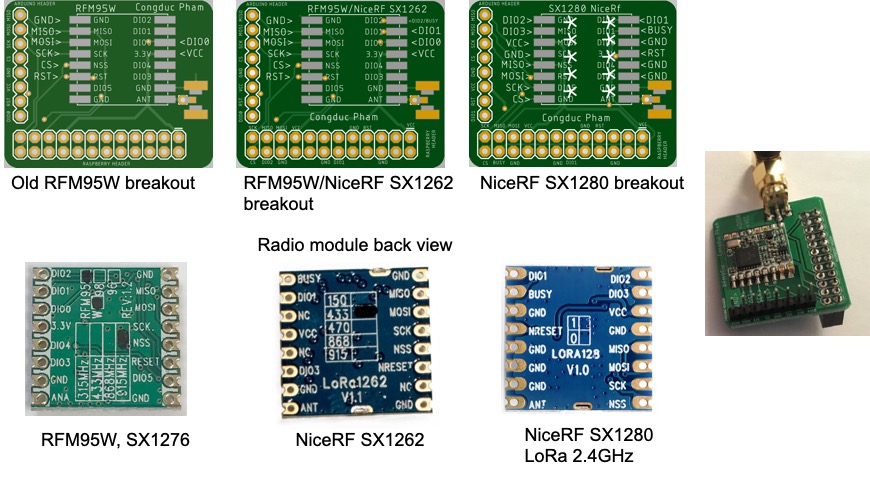 ARDUINO HEADER
RFM95W
Congduc Pham
GND>
MISO>
MOSI>
SCK>
CS>
RST>
GND
MISO
MOSI
SCK
NSS
RST
DIO5
GND
DIO2
DIO1
DIO0
3.3V
DIO4
DIO3
GND
ANT
<DIO0
<VCC
RASPBERRY HEADER
Old RFM95W breakout
ARDUINO HEADER
RFM95W/NiceRF SX1262
GND>
MISO>
MOSI>
SCK>
CS>
RST>
GND
MISO
MOSI
SCK
NSS
RST
DIO5
GND
DIO2
DIO1
DIO0
3.3V
DIO4
DIO3
GND
ANT
<DIO2/BUSY
<DIO1
<DIO0
<VCC
Congduc Pham
RASPBERRY HEADER
RFM95W/NiceRF SX1262
breakout
ARDUINO HEADER
SX1280 NiceRf
DIO2>
DIO3>
VCC>
GND>
MISO>
MOSI>
SCK>
CS>
<DIO1
<BUSY
<GND
<RST
<GND
ANT
Congduc Pham
RASPBERRY HEADER
NiceRF SX1280 breakout
Radio module back view
DIO2
DIO1
DIO0
3.3V
DIO4
DIO3
GND
ANA
RFM95
W
98
96
REV:1.2
315MHz
433MHz
868MHz
915MHz
GND
MISO
MOSI
SCK
NSS
RESET
DIO5
GND
RFM95W, SX1276
BUSY
DIO1
NC
VCC
NC
DIO3
GND
ANT
150
433
470
868
915
LoRa1262
V1.1
GND
MISO
MOSI
SCK
NSS
NRESET
NC
GND
NiceRF SX1262
DIO1
BUSY
GND
NRESET
GND
GND
GND
ANT
1
0
LORA128
V1.0
DIO2
DIO3
VCC
GND
MISO
MOSI
SCK
NSS
NiceRF SX1280
LoRa 2.4GHz